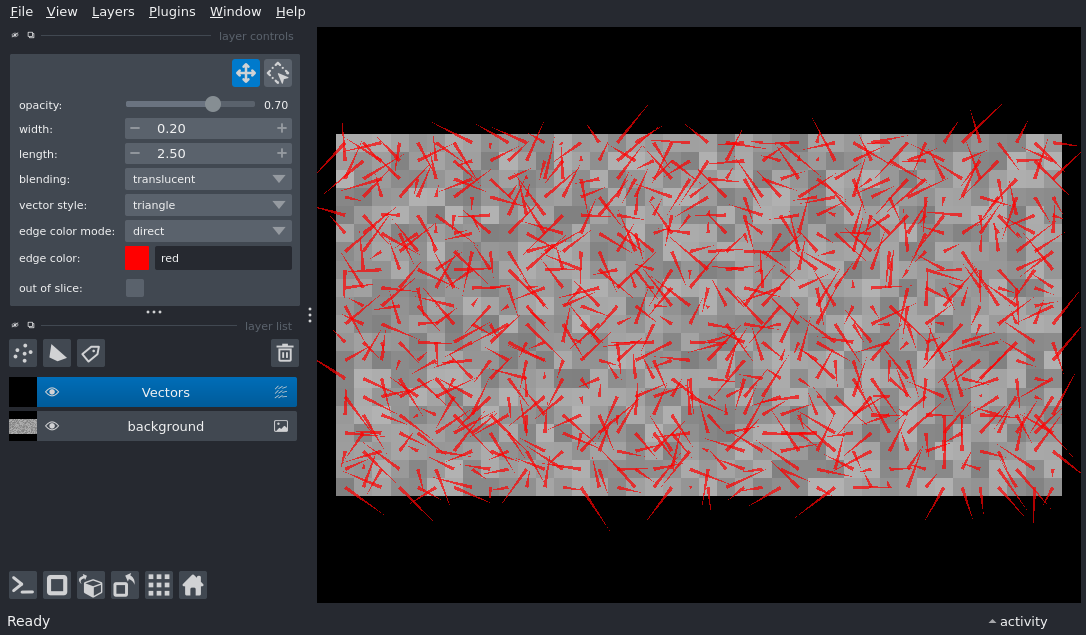 File View Layers Plugins Window Help
layer controls
opacity: 0.70
width: 0.20
length: 2.50
blending: translucent
vector style: triangle
edge color mode: direct
edge color: red
out of slice:
layer list
Vectors
background
Ready
activity